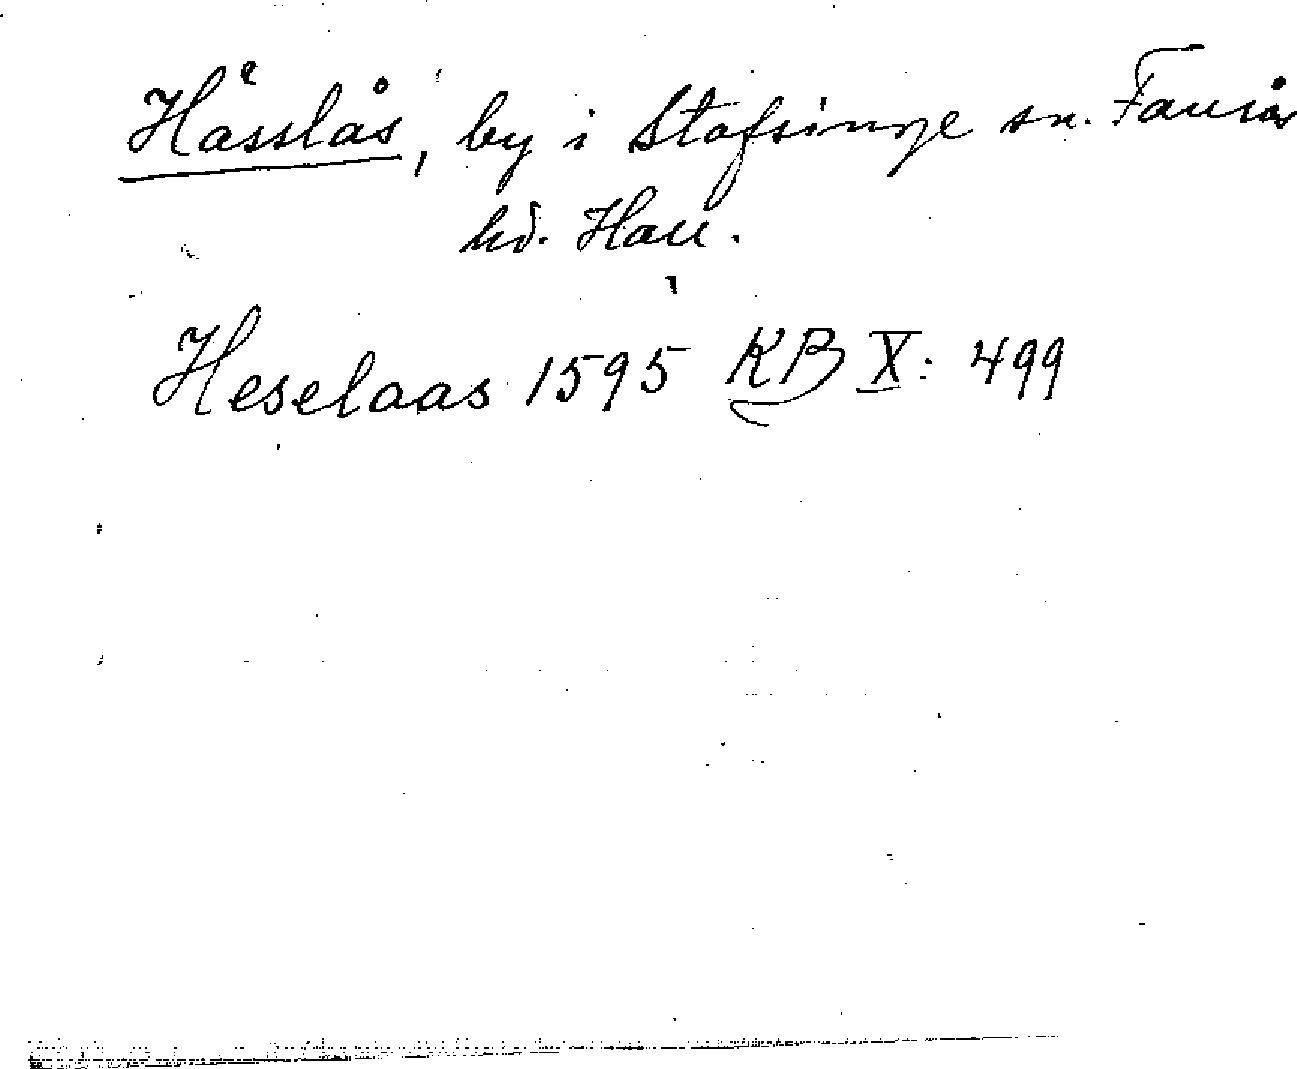 Hässlås, by i Stafsinge sn. Faurås
hd. Hall.
Heselaas 1595 KB X: 499